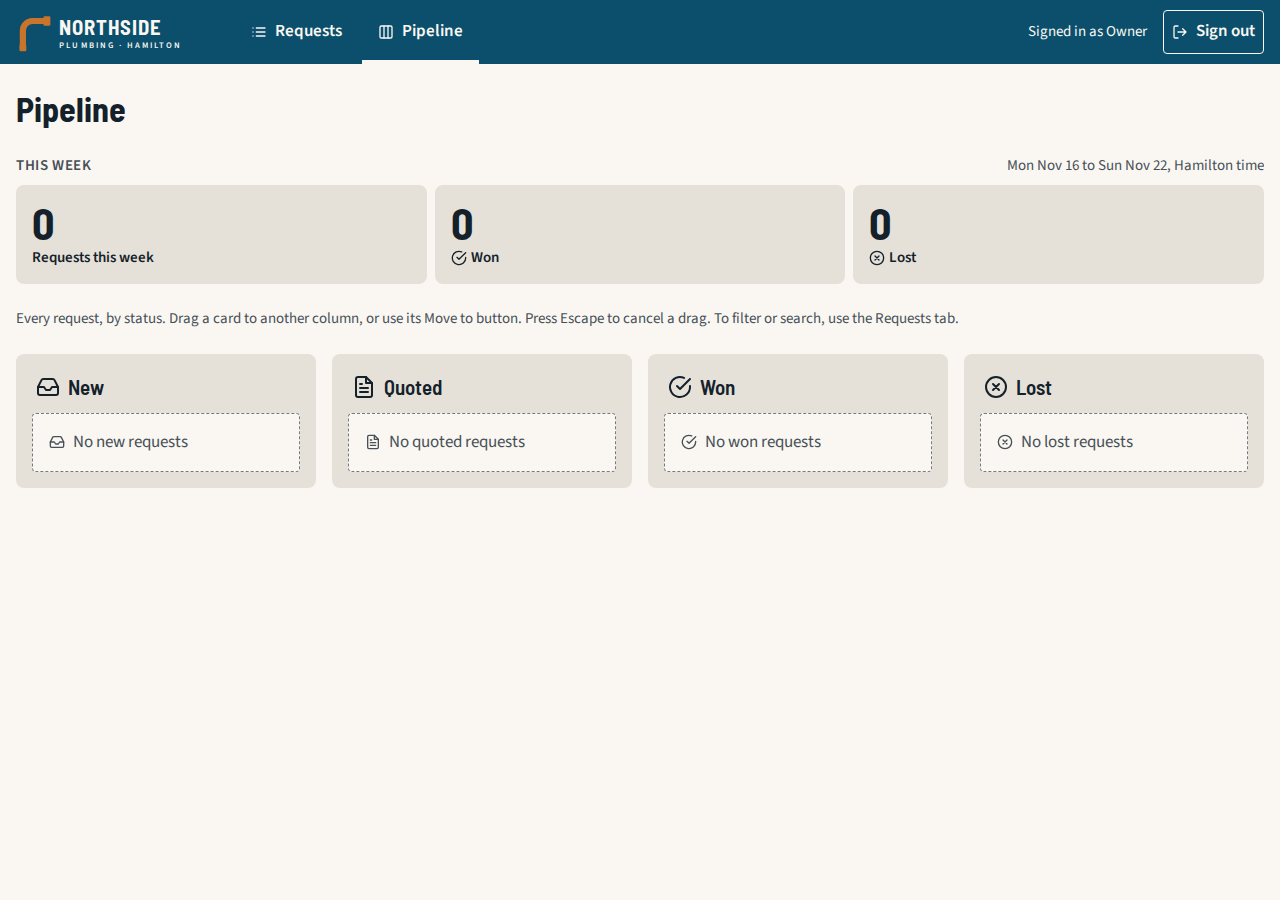 NORTHSIDE
PLUMBING · HAMILTON
Requests
Pipeline
Signed in as Owner
Sign out
Pipeline
THIS WEEK
Mon Nov 16 to Sun Nov 22, Hamilton time
0
Requests this week
0
Won
0
Lost
Every request, by status. Drag a card to another column, or use its Move to button. Press Escape to cancel a drag. To filter or search, use the Requests tab.
New
No new requests
Quoted
No quoted requests
Won
No won requests
Lost
No lost requests